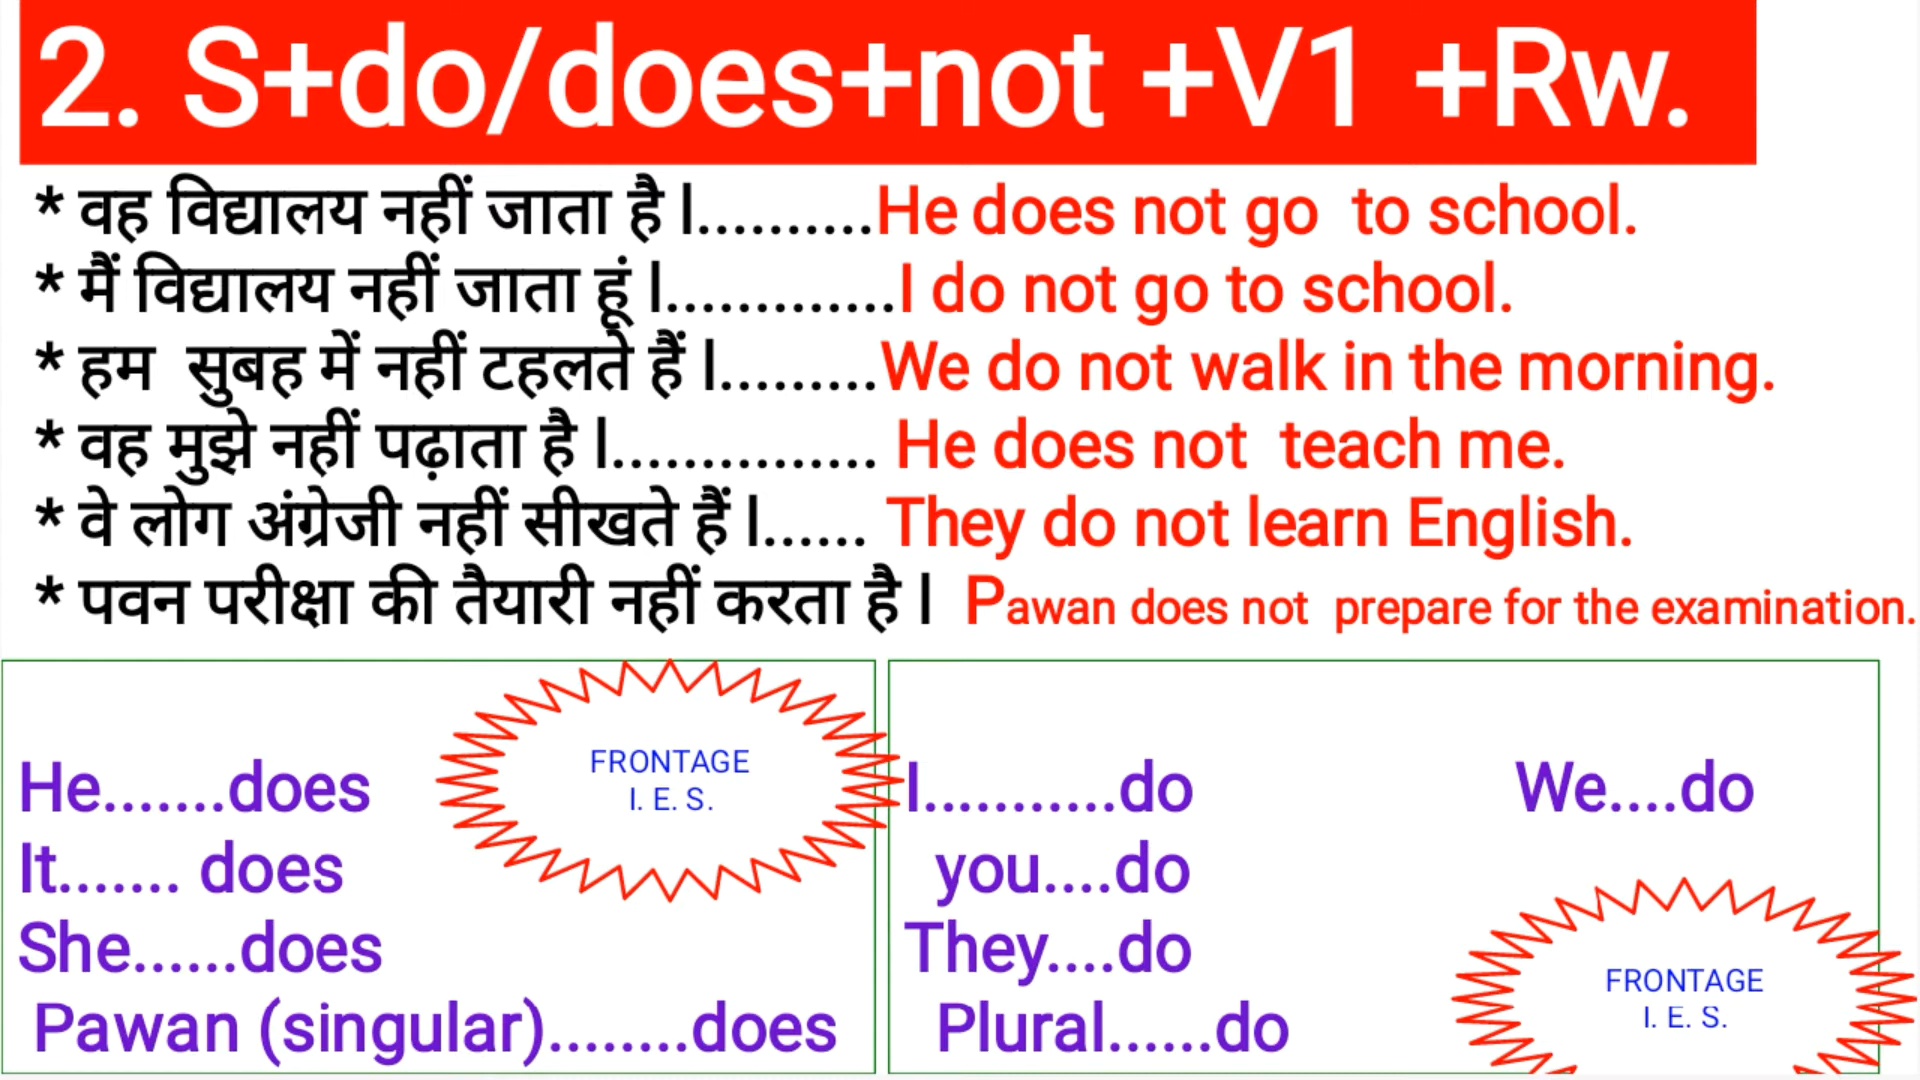 2. S+do/does+not +V1 +Rw.
* वह विद्यालय नहीं जाता है l..........He does not go to school.
* मैं विद्यालय नहीं जाता हूं l.............I do not go to school.
* हम सुबह में नहीं टहलते हैं l.........We do not walk in the morning.
* वह मुझे नहीं पढ़ाता है l............... He does not teach me.
* वे लोग अंग्रेजी नहीं सीखते हैं l...... They do not learn English.
* पवन परीक्षा की तैयारी नहीं करता है l Pawan does not prepare for the examination.
He.......does
It....... does
She......does
Pawan (singular)........does
FRONTAGE
I. E. S.
I...........do
you....do
They....do
Plural......do
We....do
FRONTAGE
I. E. S.